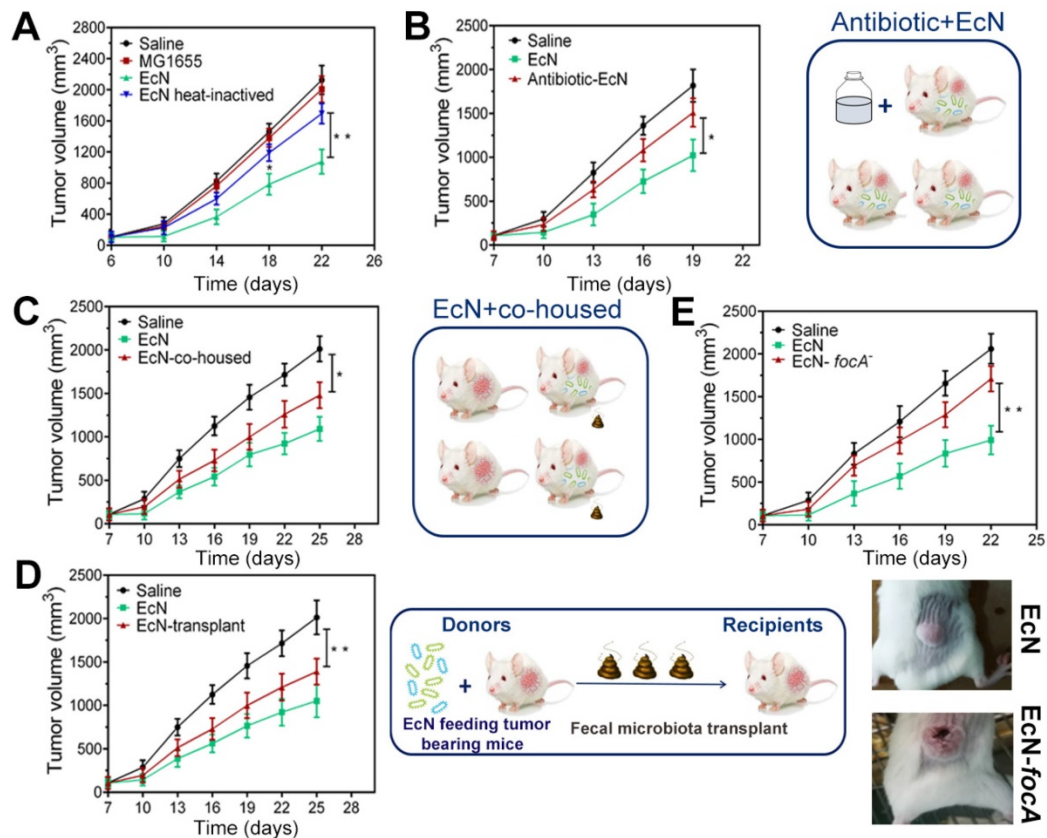 A
Tumor volume (mm³)
2800
2400
2000
1600
1200
800
400
0
Saline
MG1655
EcN
EcN heat-inactived
*
* *
6 10 14 18 22 26
Time (days)
B
Tumor volume (mm³)
2500
2000
1500
1000
500
0
Saline
EcN
Antibiotic-EcN
*
7 10 13 16 19 22
Time (days)
Antibiotic+EcN
+
C
Tumor volume (mm³)
2500
2000
1500
1000
500
0
Saline
EcN
EcN-co-housed
*
7 10 13 16 19 22 25 28
Time (days)
EcN+co-housed
E
Tumor volume (mm³)
2500
2000
1500
1000
500
0
Saline
EcN
EcN- focA⁻
* *
7 10 13 16 19 22 25
Time (days)
D
Tumor volume (mm³)
2500
2000
1500
1000
500
0
Saline
EcN
EcN-transplant
* *
7 10 13 16 19 22 25 28
Time (days)
Donors
Recipients
+
EcN feeding tumor
bearing mice
Fecal microbiota transplant
EcN
EcN-focA